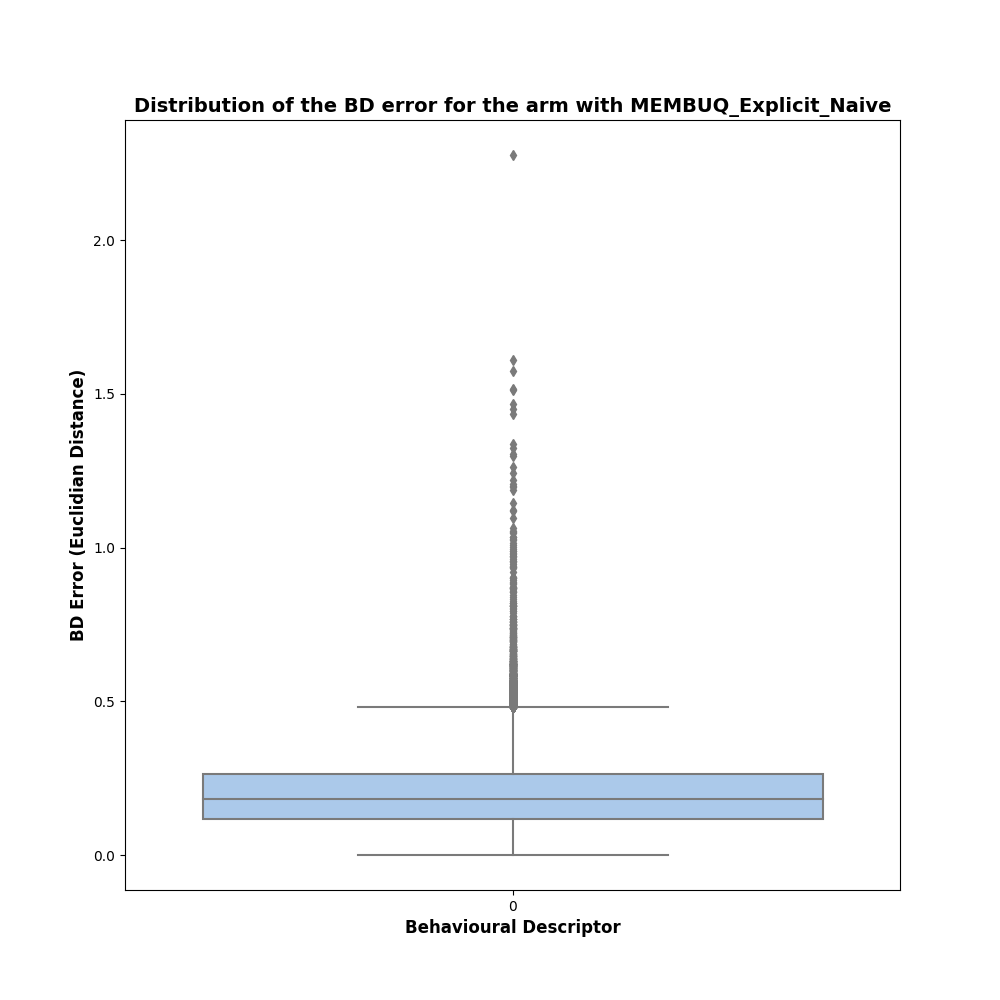 Distribution of the BD error for the arm with MEMBUQ_Explicit_Naive
2.0
1.5
1.0
0.5
0.0
BD Error (Euclidian Distance)
0
Behavioural Descriptor